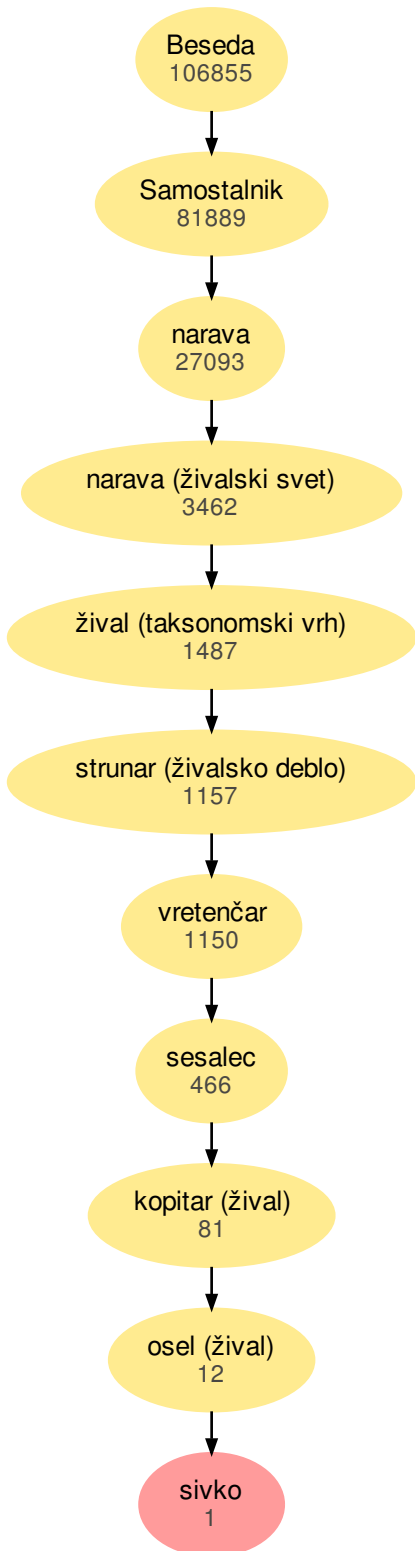 Beseda
106855
Samostalnik
81889
narava
27093
narava (živalski svet)
3462
žival (taksonomski vrh)
1487
strunar (živalsko deblo)
1157
vretenčar
1150
sesalec
466
kopitar (žival)
81
osel (žival)
12
sivko
1